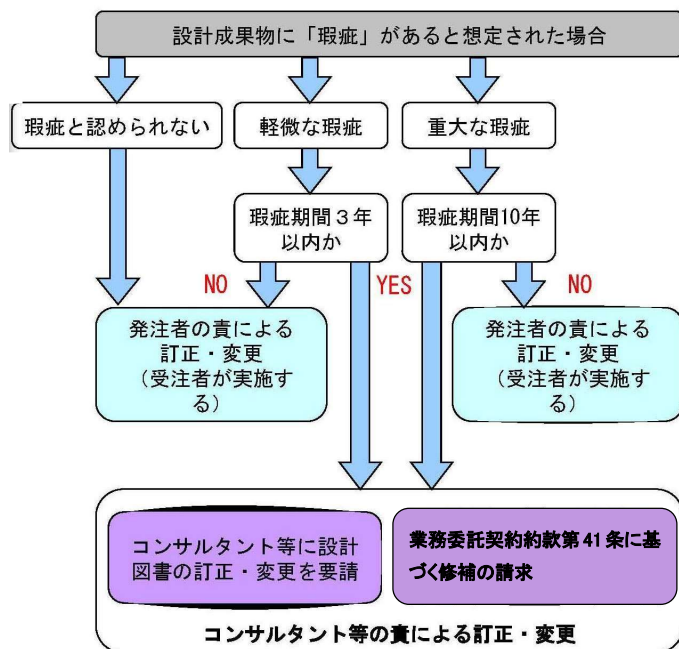 設計成果物に「瑕疵」があると想定された場合
瑕疵と認められない
軽微な瑕疵
重大な瑕疵
瑕疵期間３年
以内か
瑕疵期間10年
以内か
NO
YES
NO
発注者の責による
訂正・変更
（受注者が実施す
る）
発注者の責による
訂正・変更
（受注者が実施す
る）
コンサルタント等に設計
図書の訂正・変更を要請
業務委託契約約款第41条に基
づく修補の請求
コンサルタント等の責による訂正・変更